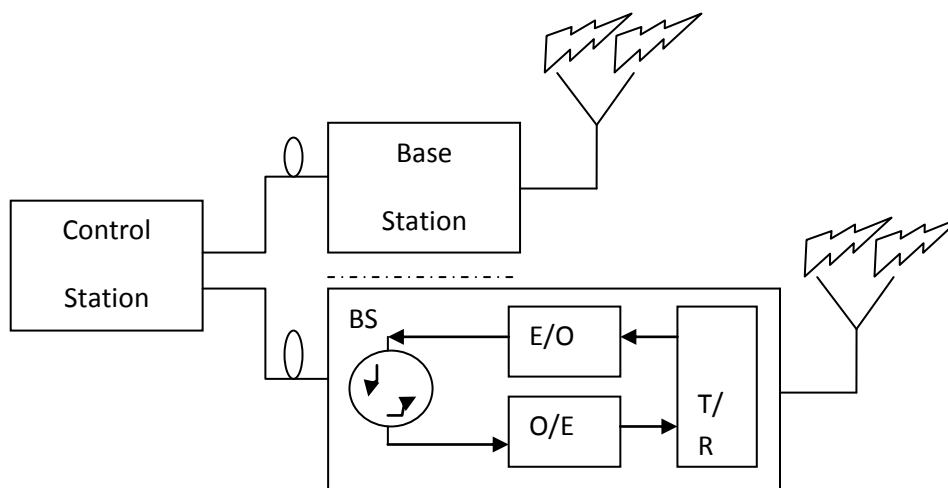 Base
Station
Control
Station
BS
E/O
O/E
T/
R